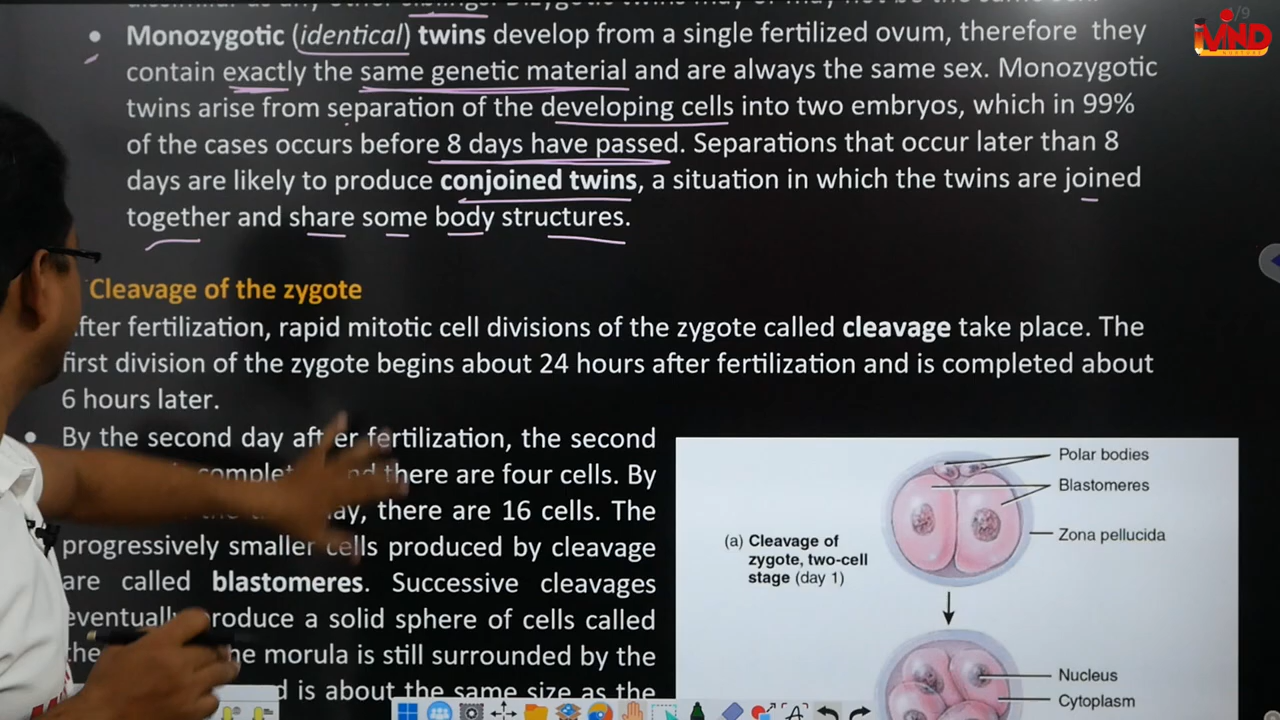 /9
MIND
Monozygotic (identical) twins develop from a single fertilized ovum, therefore they
contain exactly the same genetic material and are always the same sex. Monozygotic
twins arise from separation of the developing cells into two embryos, which in 99%
of the cases occurs before 8 days have passed. Separations that occur later than 8
days are likely to produce conjoined twins, a situation in which the twins are joined
together and share some body structures.
Cleavage of the zygote
fter fertilization, rapid mitotic cell divisions of the zygote called cleavage take place. The
first division of the zygote begins about 24 hours after fertilization and is completed about
6 hours later.
By the second day after fertilization, the second
there are four cells. By
there are 16 cells. The
progressively smaller cells produced by cleavage
are called blastomeres. Successive cleavages
eventually produce a solid sphere of cells called
the morula is still surrounded by the
is about the same size as the
Polar bodies
Blastomeres
Zona pellucida
(a) Cleavage of
zygote, two-cell
stage (day 1)
Nucleus
Cytoplasm